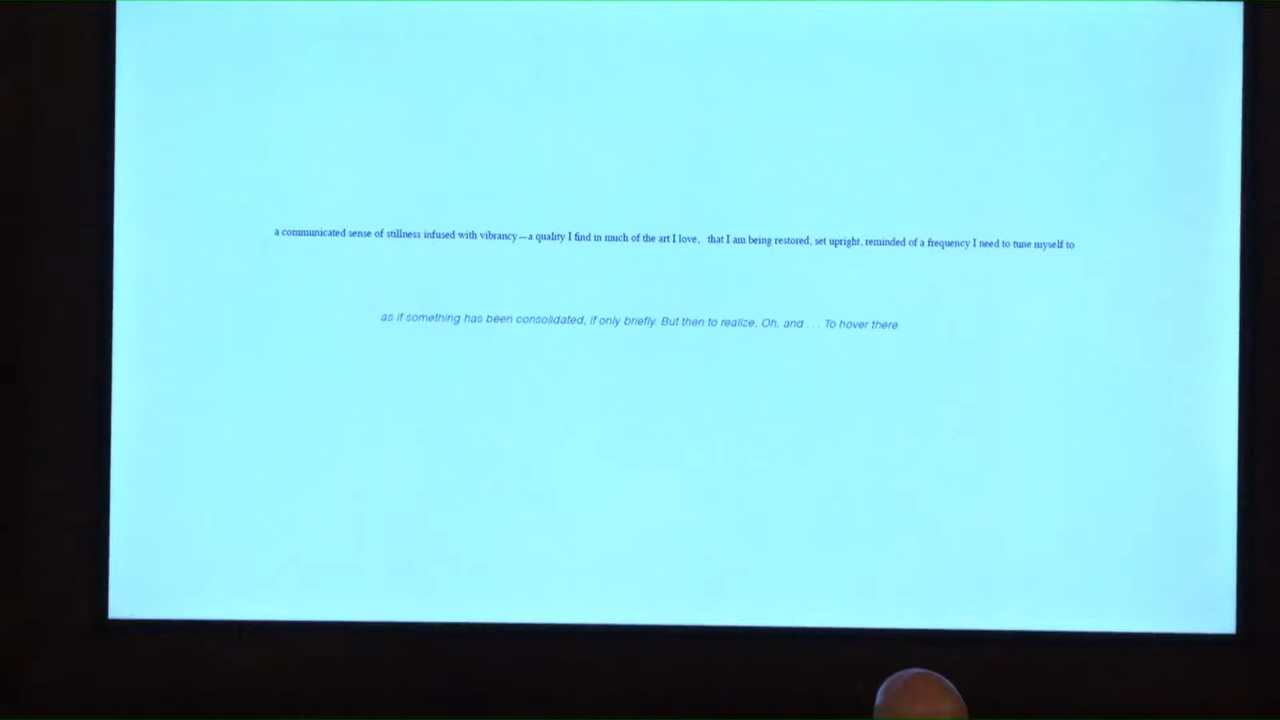 a communicated sense of stillness infused with vibrancy—a quality I find in much of the art I love,  that I am being restored, set upright, reminded of a frequency I need to tune myself to
as if something has been consolidated, if only briefly. But then to realize, Oh, and . . . To hover there